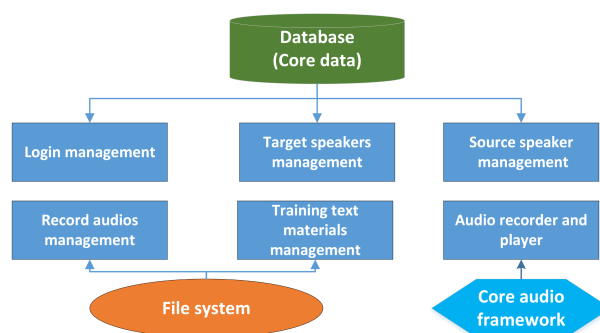 Database
(Core data)
Login management
Target speakers
management
Source speaker
management
Record audios
management
Training text
materials
management
Audio recorder and
player
File system
Core audio
framework